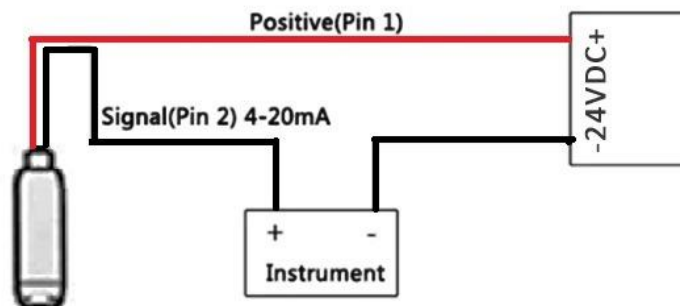 Positive(Pin 1)
-24VDC+
Signal(Pin 2) 4-20mA
+ -
Instrument